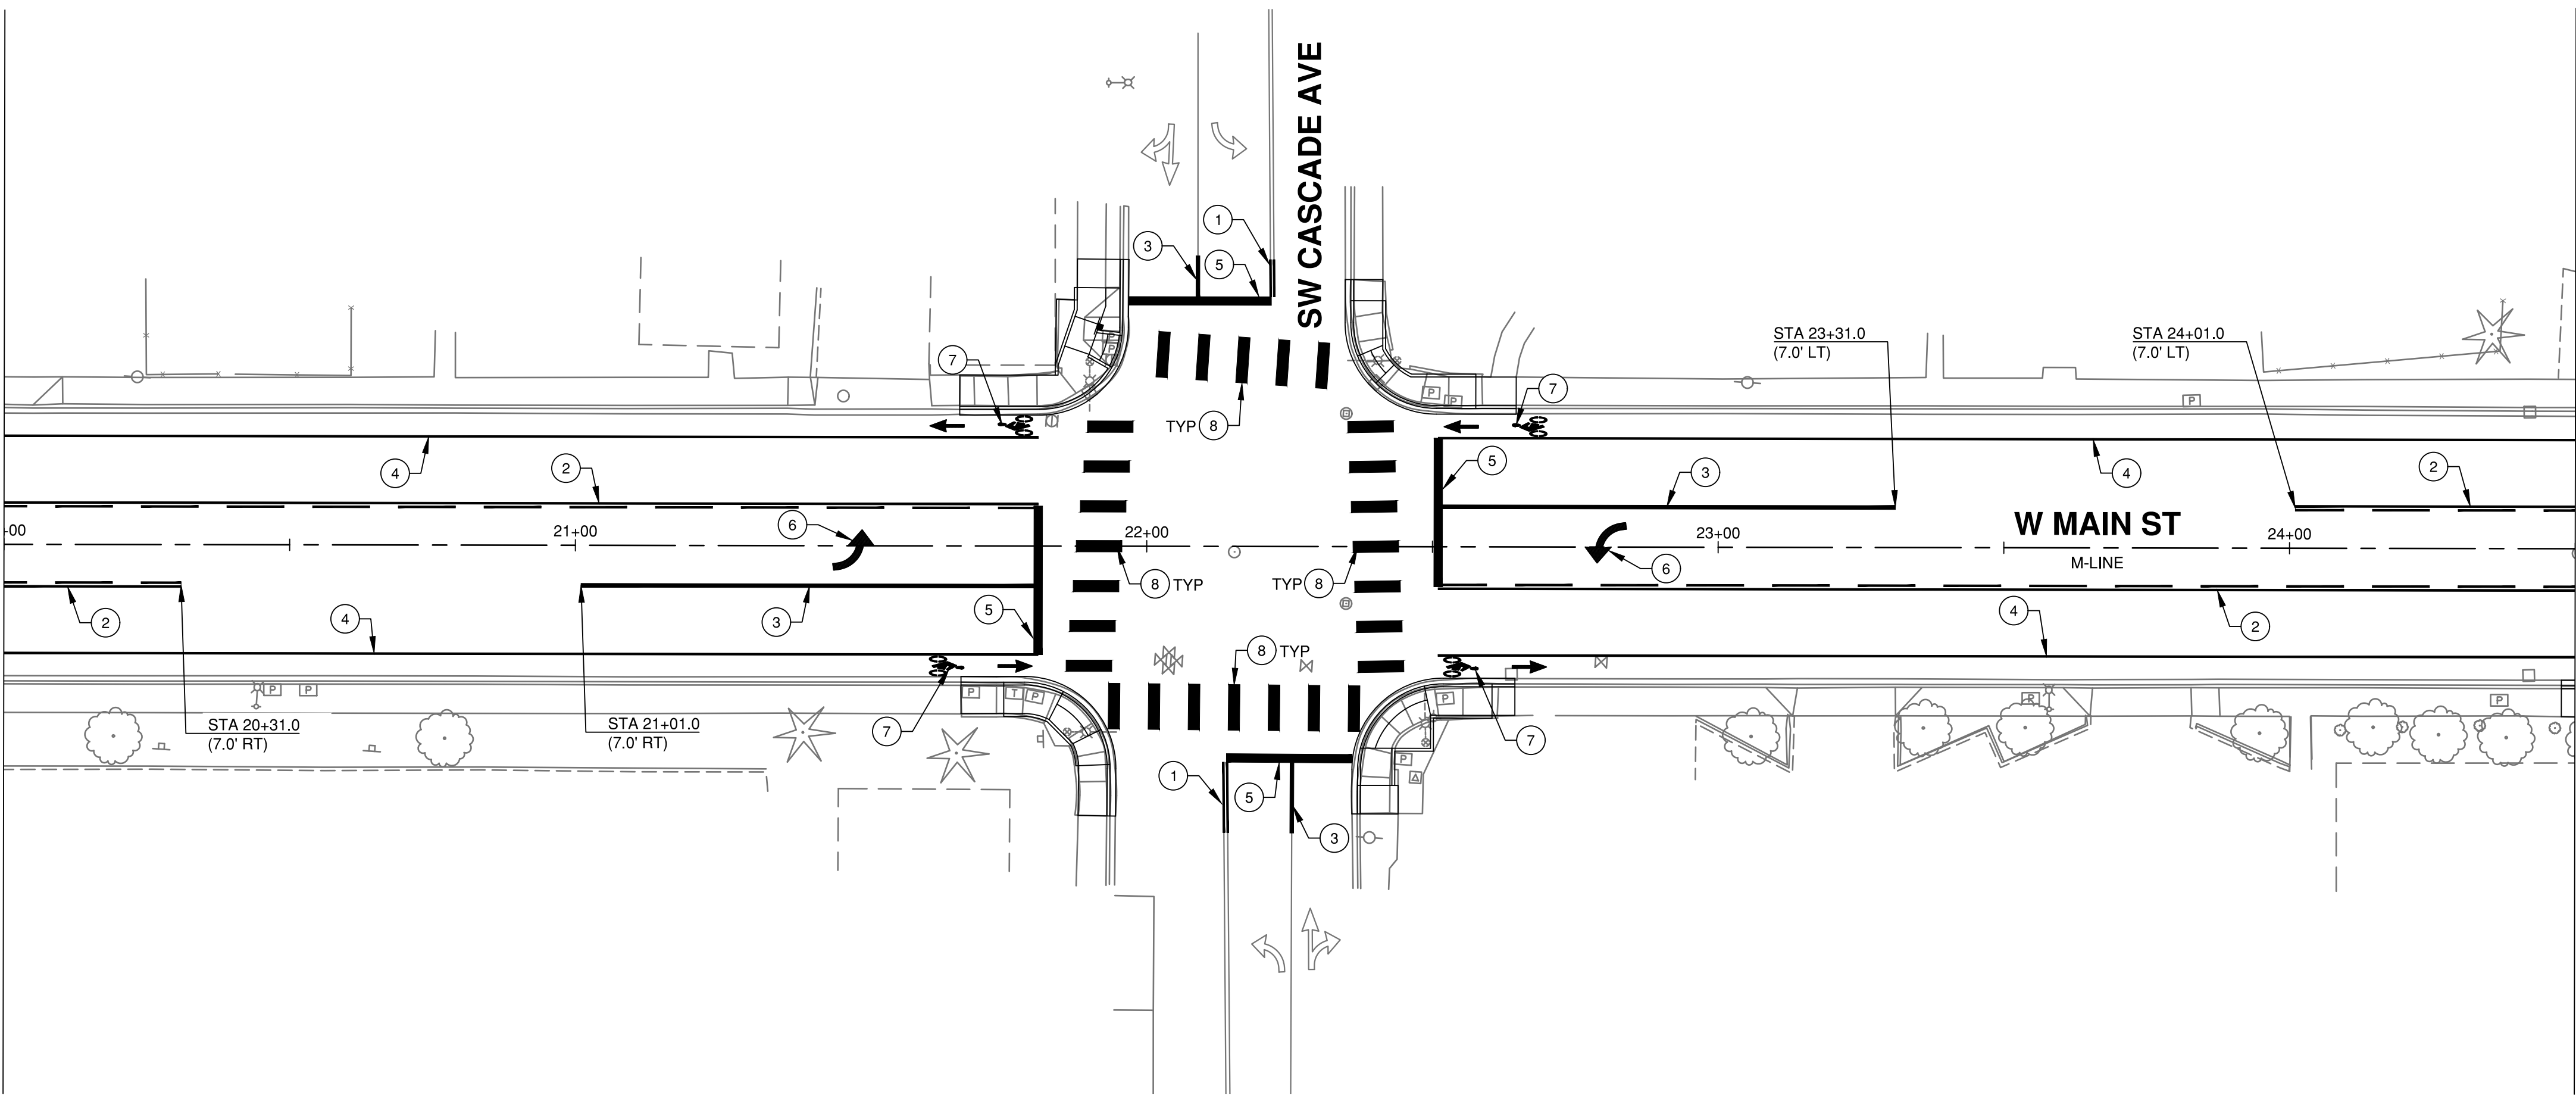 SW CASCADE AVE
1
3
5
STA 23+31.0
(7.0' LT)
STA 24+01.0
(7.0' LT)
P
P
7
7
P
P
P
TYP 8
4
2
5
3
4
2
-00
21+00
6
22+00
23+00
W MAIN ST
24+00
M-LINE
8 TYP
TYP 8
6
2
4
3
5
4
2
8 TYP
P
P
P
T
P
P
P
P
STA 20+31.0
(7.0' RT)
STA 21+01.0
(7.0' RT)
7
7
P
1
5
3